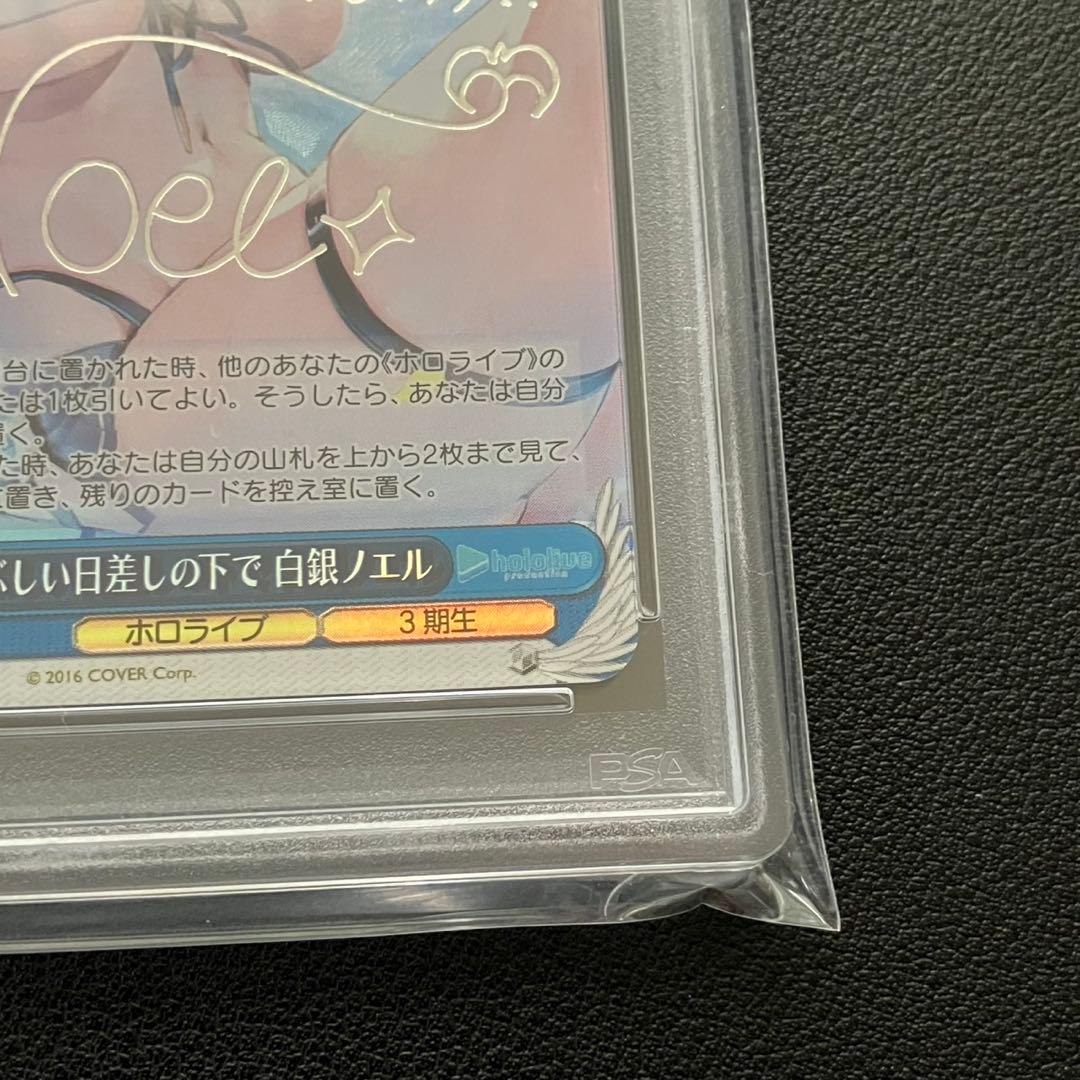 oel
台に置かれた時、他のあなたの《ホロライブ》の
たは1枚引いてよい。そうしたら、あなたは自分
置く。
た時、あなたは自分の山札を上から2枚まで見て、
に置き、残りのカードを控え室に置く。
ぶしい日差しの下で 白銀ノエル
hololive
production
ホロライブ
3期生
© 2016 COVER Corp.
PSA